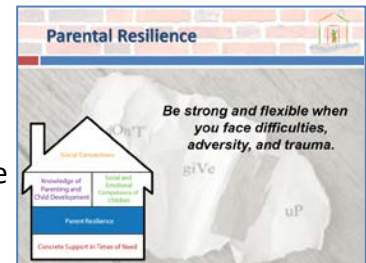 Parental Resilience
Be strong and flexible when
you face difficulties,
adversity, and trauma.
DOn'T
giVe
uP
Social Connections
Knowledge of
Parenting and
Child Development
Social and
Emotional
Competence of
Children
Parent Resilience
Concrete Support in Times of Need
e